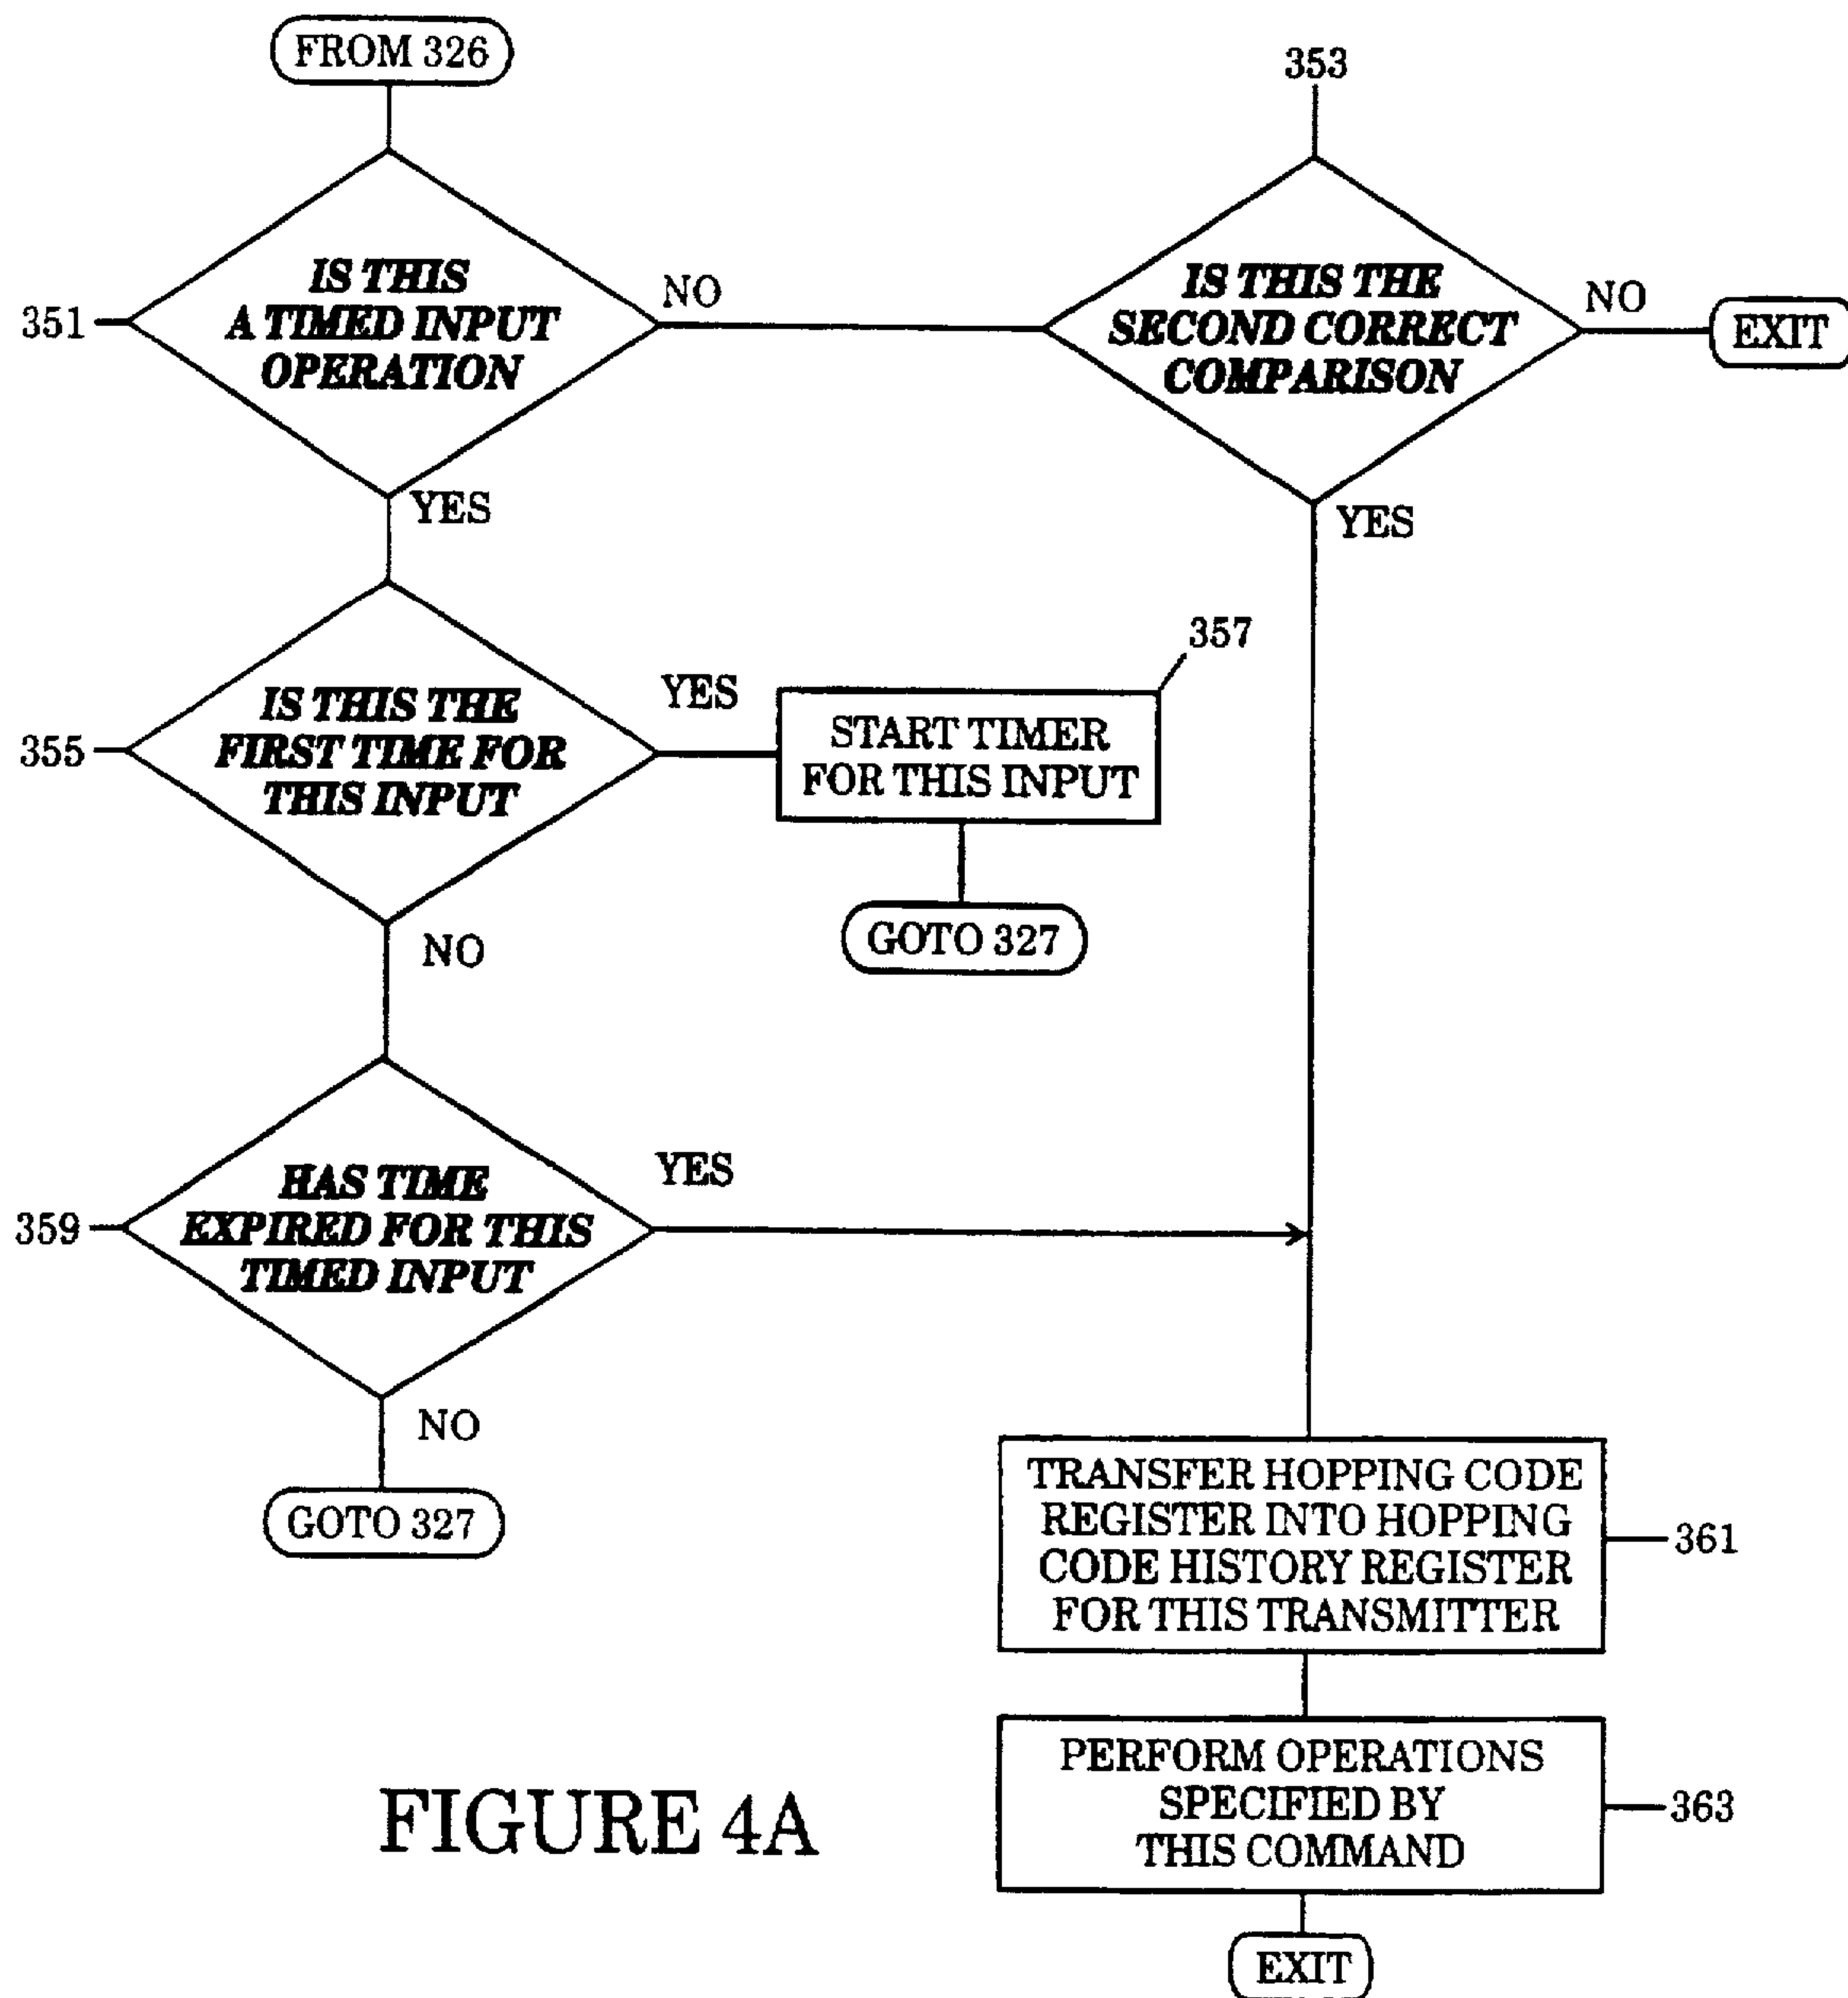 FROM 326
353
IS THIS
A TIMED INPUT
OPERATION
351
NO
YES
IS THIS THE
SECOND CORRECT
COMPARISON
NO
EXIT
YES
IS THIS THE
FIRST TIME FOR
THIS INPUT
355
YES
NO
357
START TIMER
FOR THIS INPUT
GOTO 327
HAS TIME
EXPIRED FOR THIS
TIMED INPUT
359
YES
NO
GOTO 327
TRANSFER HOPPING CODE
REGISTER INTO HOPPING
CODE HISTORY REGISTER
FOR THIS TRANSMITTER
361
PERFORM OPERATIONS
SPECIFIED BY
THIS COMMAND
363
EXIT
FIGURE 4A